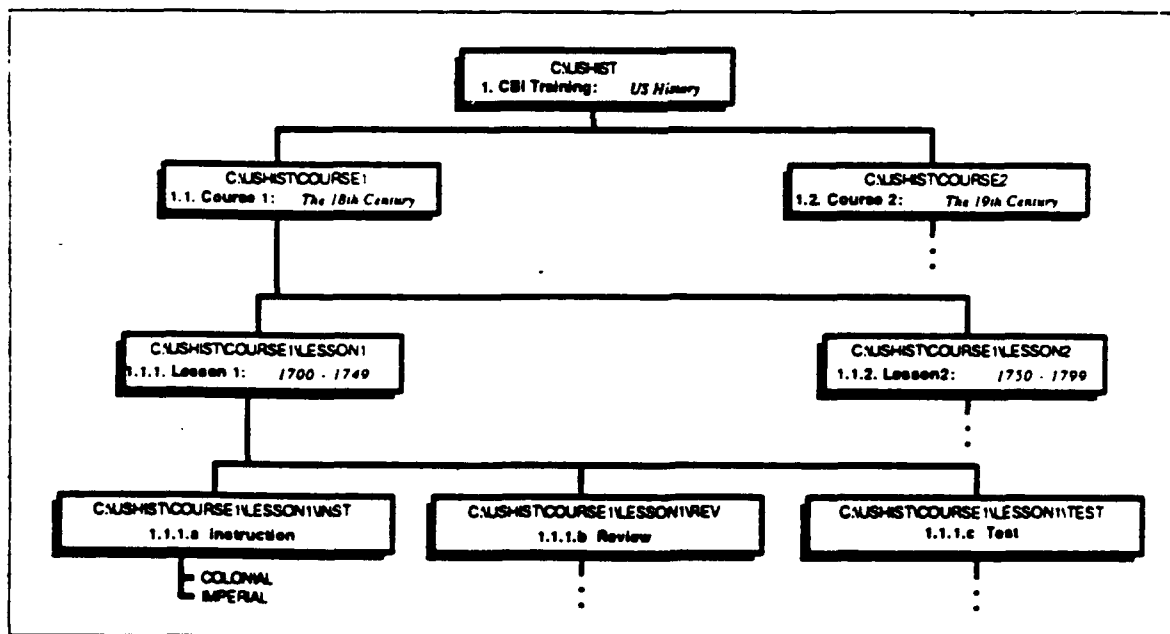 C:\USHIST
1. CBI Training: US History
C:\USHIST\COURSE1
1.1. Course 1: The 18th Century
C:\USHIST\COURSE2
1.2. Course 2: The 19th Century
C:\USHIST\COURSE1\LESSON1
1.1.1. Lesson 1: 1700 - 1749
C:\USHIST\COURSE1\LESSON2
1.1.2. Lesson2: 1750 - 1799
C:\USHIST\COURSE1\LESSON1\INST
1.1.1.a Instruction
C:\USHIST\COURSE1\LESSON1\REV
1.1.1.b Review
C:\USHIST\COURSE1\LESSON1\TEST
1.1.1.c Test
COLONIAL
IMPERIAL